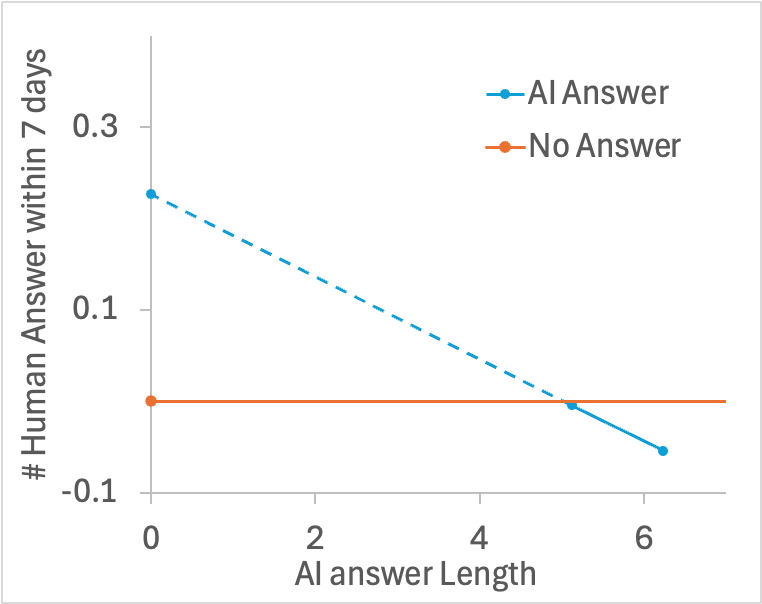 # Human Answer within 7 days
AI Answer
No Answer
0.3
0.1
-0.1
0 2 4 6
AI answer Length